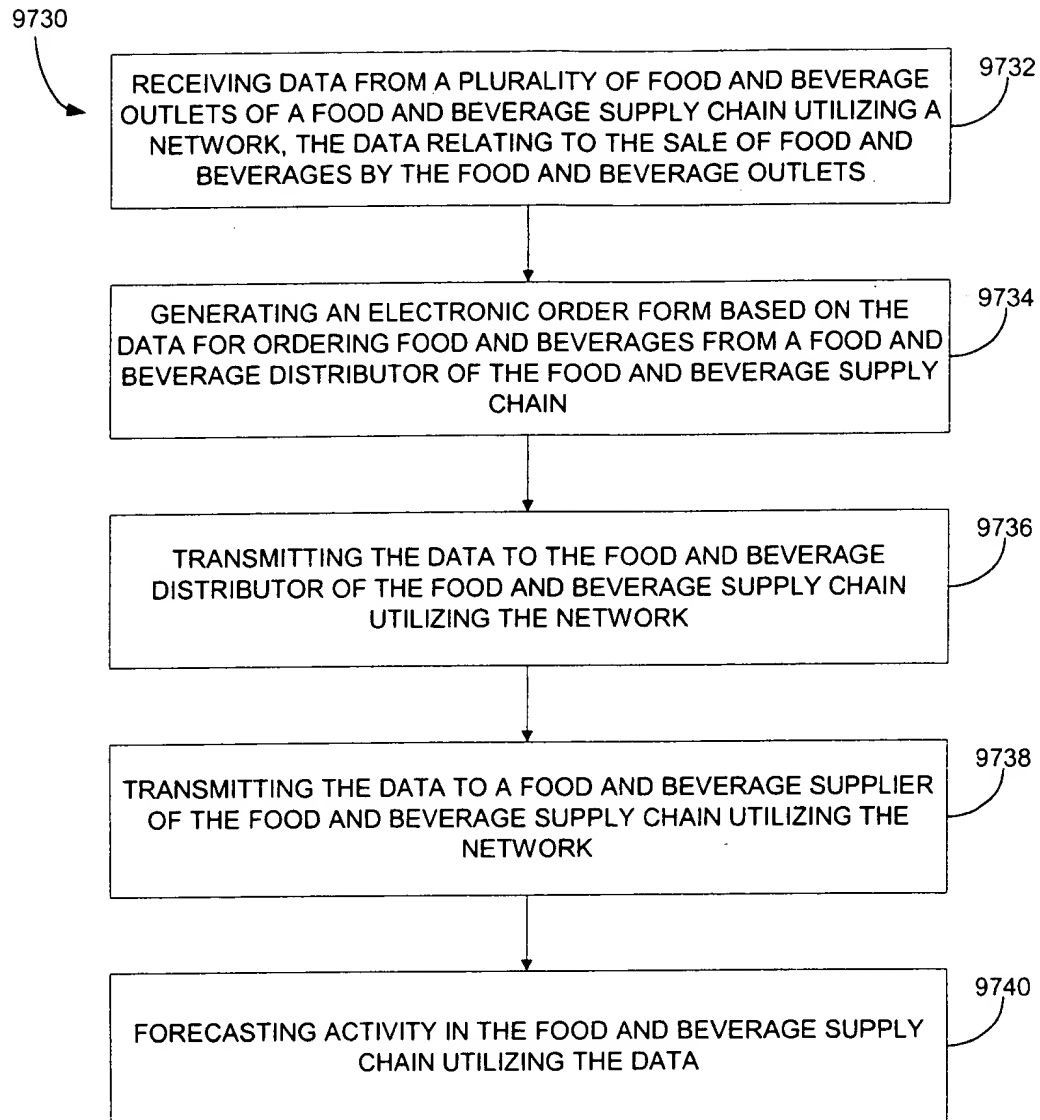 9730
RECEIVING DATA FROM A PLURALITY OF FOOD AND BEVERAGE
OUTLETS OF A FOOD AND BEVERAGE SUPPLY CHAIN UTILIZING A
NETWORK, THE DATA RELATING TO THE SALE OF FOOD AND
BEVERAGES BY THE FOOD AND BEVERAGE OUTLETS
9732
GENERATING AN ELECTRONIC ORDER FORM BASED ON THE
DATA FOR ORDERING FOOD AND BEVERAGES FROM A FOOD AND
BEVERAGE DISTRIBUTOR OF THE FOOD AND BEVERAGE SUPPLY
CHAIN
9734
TRANSMITTING THE DATA TO THE FOOD AND BEVERAGE
DISTRIBUTOR OF THE FOOD AND BEVERAGE SUPPLY CHAIN
UTILIZING THE NETWORK
9736
TRANSMITTING THE DATA TO A FOOD AND BEVERAGE SUPPLIER
OF THE FOOD AND BEVERAGE SUPPLY CHAIN UTILIZING THE
NETWORK
9738
FORECASTING ACTIVITY IN THE FOOD AND BEVERAGE SUPPLY
CHAIN UTILIZING THE DATA
9740